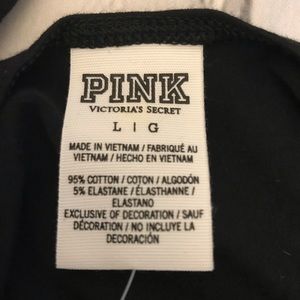 PINK
VICTORIA'S SECRET
L | G
MADE IN VIETNAM / FABRIQUÉ AU
VIETNAM / HECHO EN VIETNAM
95% COTTON / COTON / ALGODÓN
5% ELASTANE / ÉLASTHANNE /
ELASTANO
EXCLUSIVE OF DECORATION / SAUF
DÉCORATION / NO INCLUYE LA
DECORACIÓN